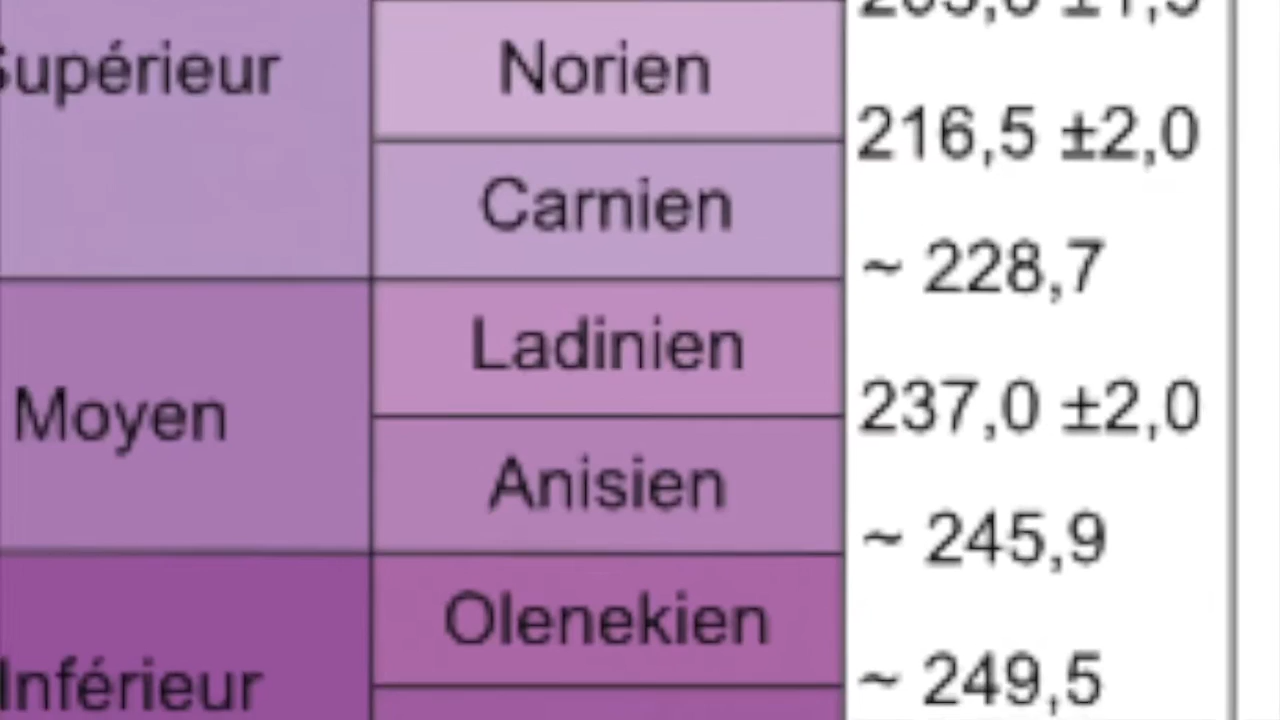 Norien
Supérieur
216,5 ±2,0
Carnien
~ 228,7
Ladinien
237,0 ±2,0
Moyen
Anisien
~ 245,9
Olenekien
Inférieur
~ 249,5